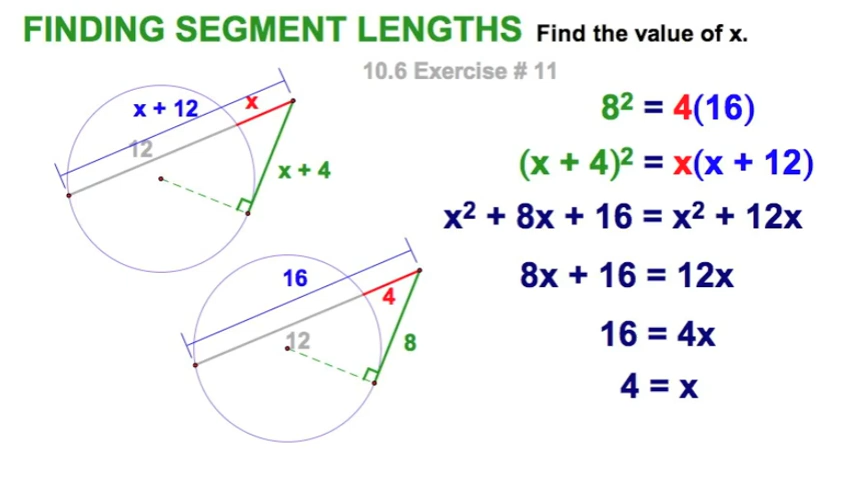 FINDING SEGMENT LENGTHS Find the value of x.
10.6 Exercise # 11
x + 12
x
12
x + 4
16
4
12
8
8² = 4(16)
(x + 4)² = x(x + 12)
x² + 8x + 16 = x² + 12x
8x + 16 = 12x
16 = 4x
4 = x